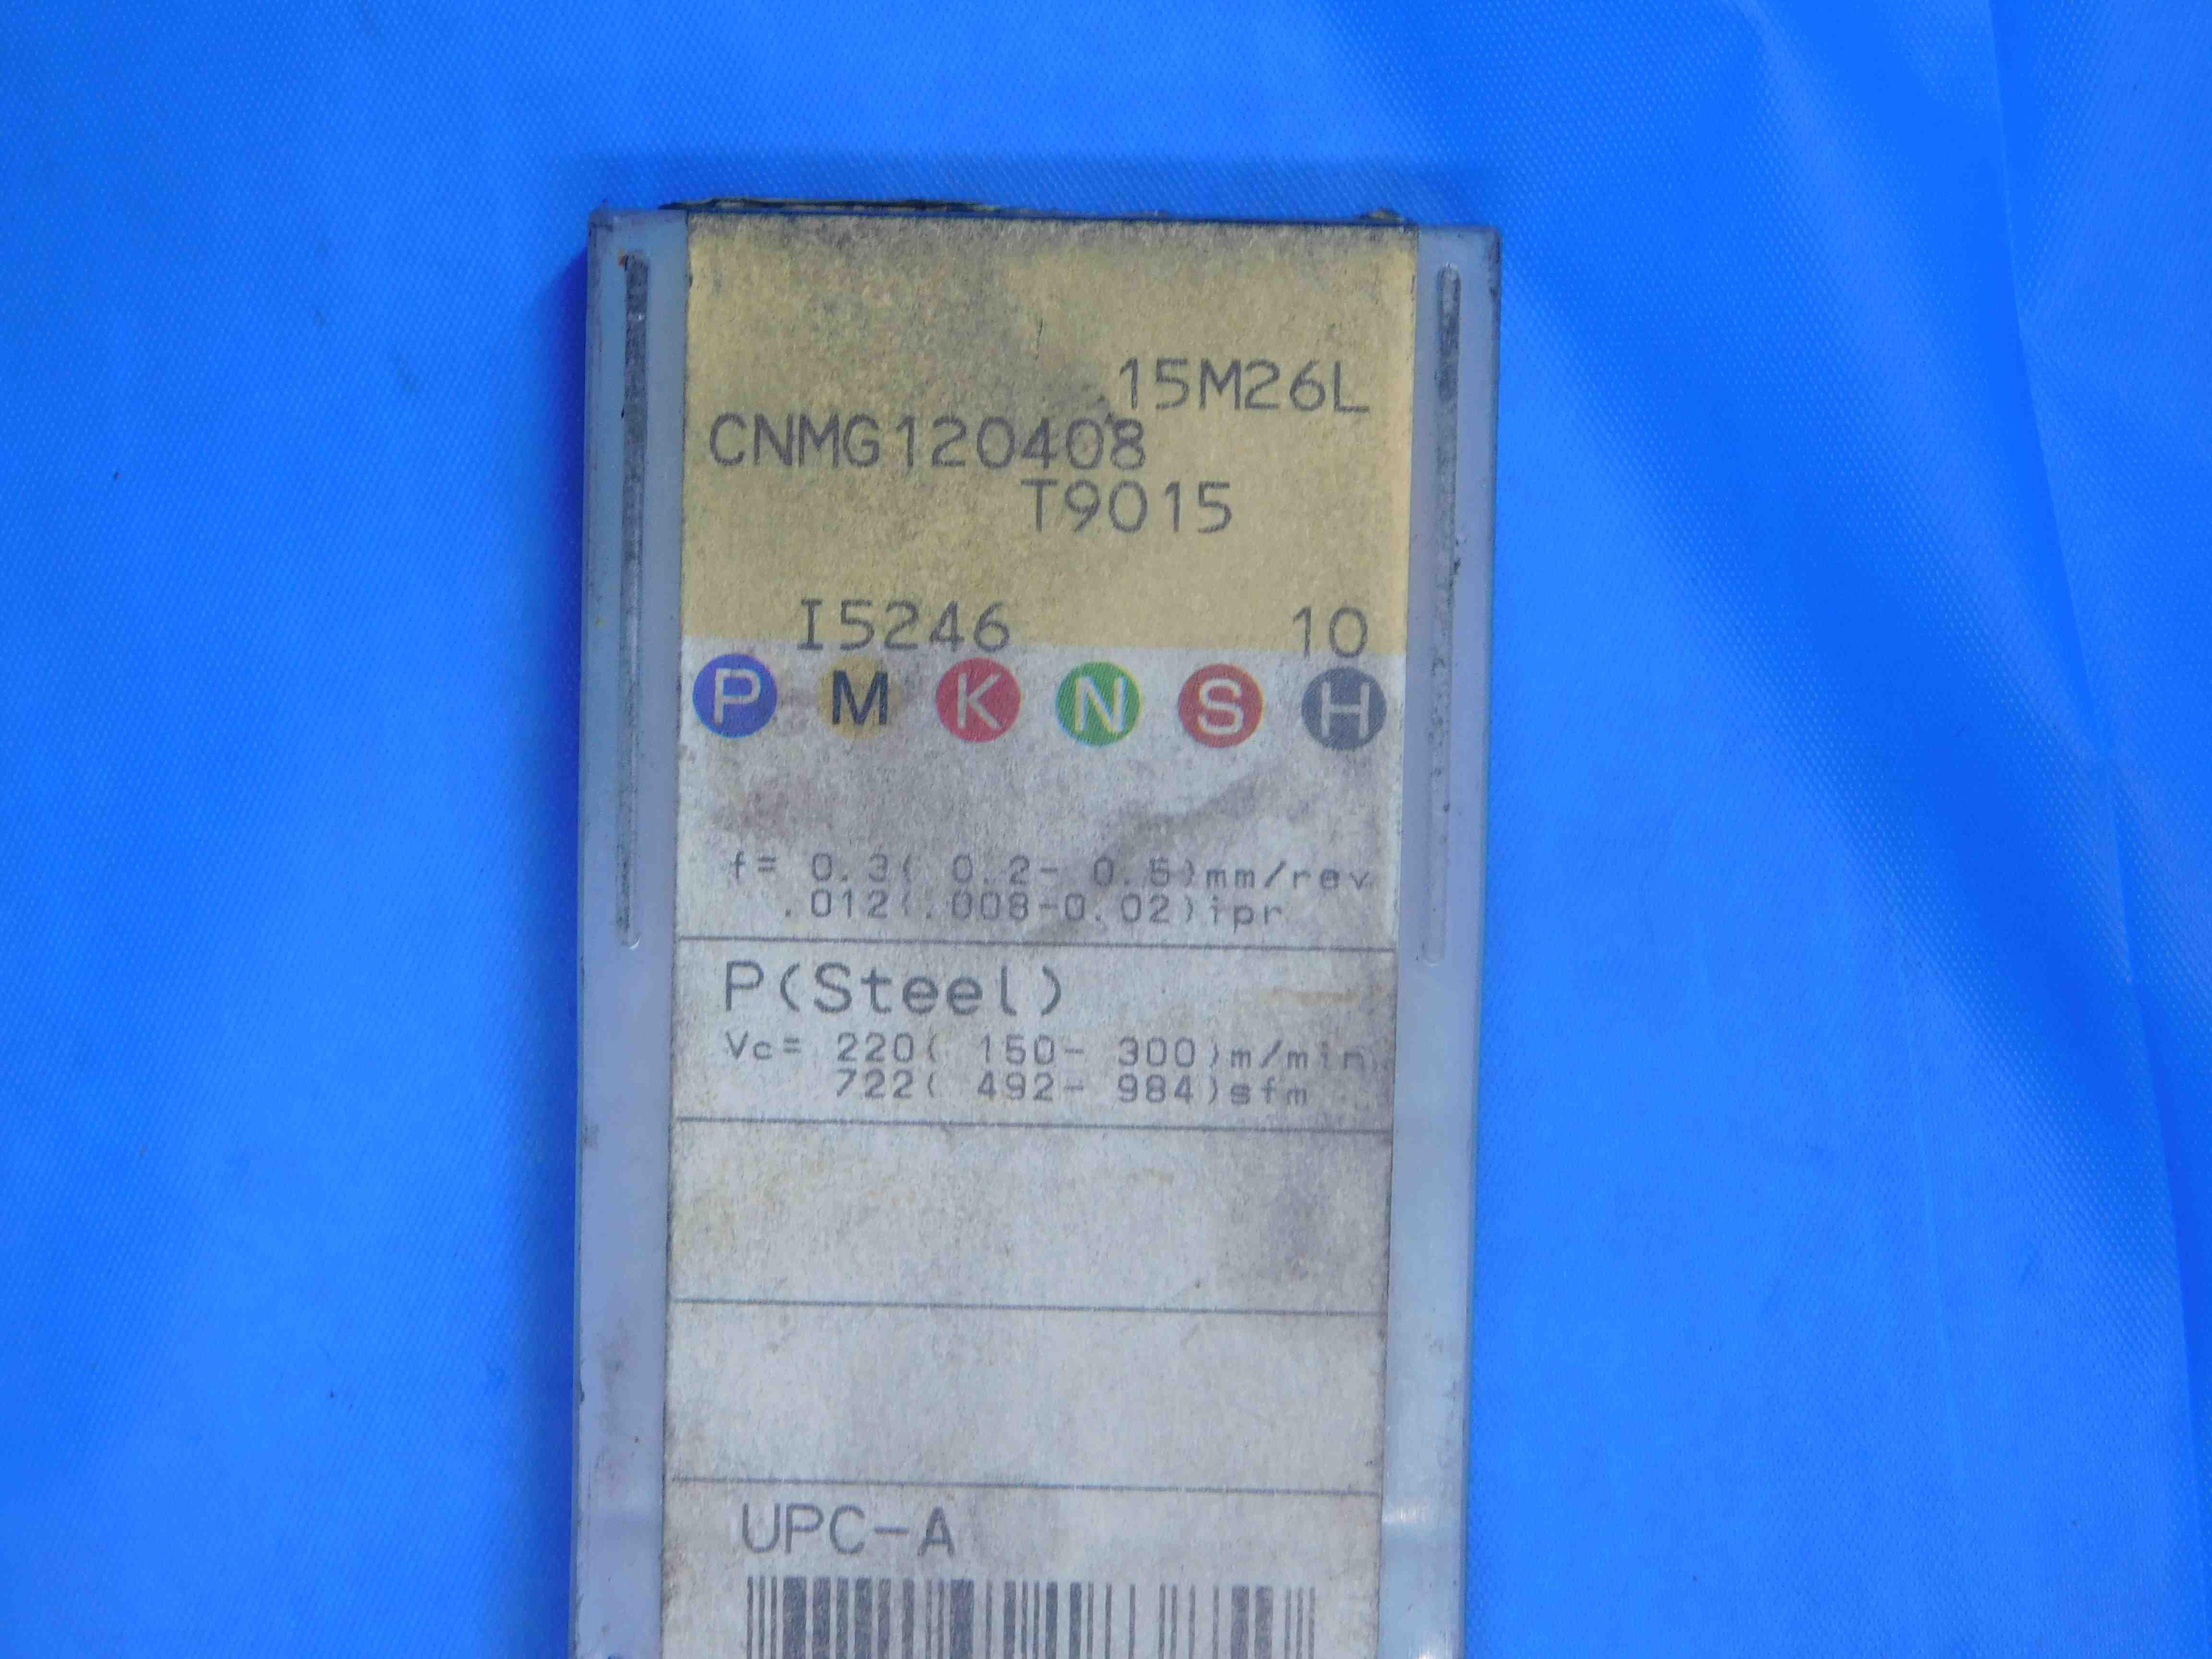 15M26L
CNMG120408
T9015
I5246 10
P M K N S H
f= 0.3( 0.2- 0.5)mm/rev
.012(.008-0.02)ipr
P(Steel)
Vc= 220( 150- 300)m/min
722( 492- 984)sfm
UPC-A